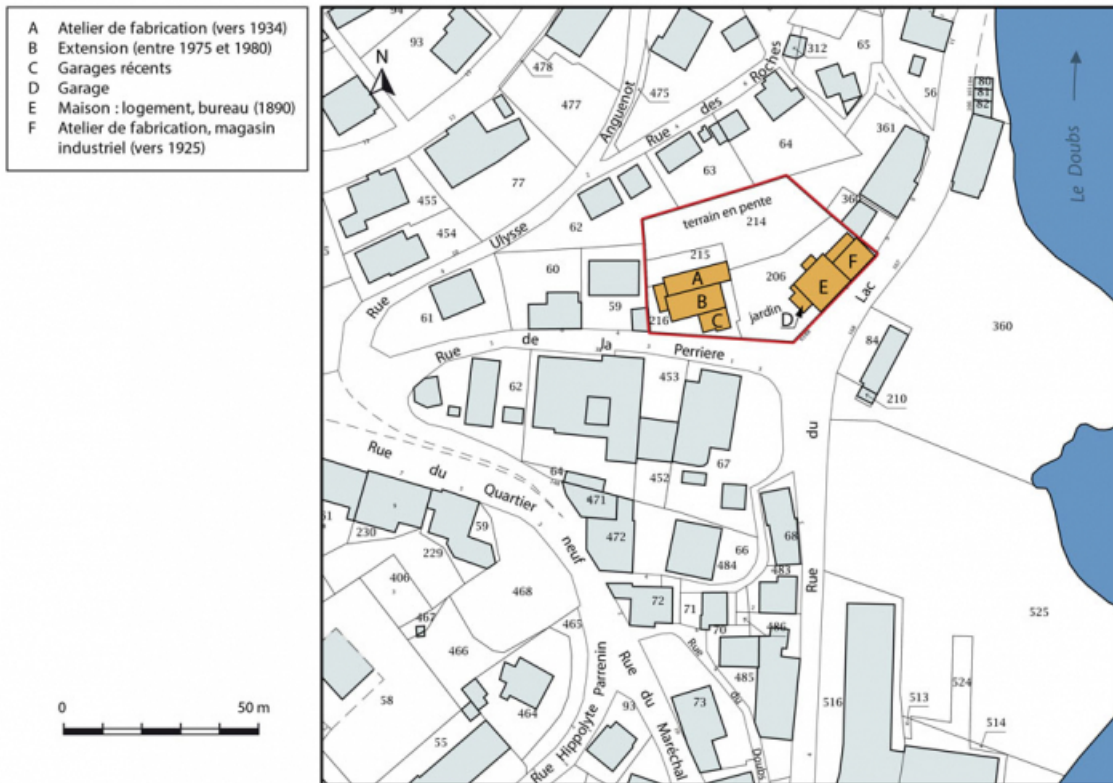 A Atelier de fabrication (vers 1934)
B Extension (entre 1975 et 1980)
C Garages récents
D Garage
E Maison : logement, bureau (1890)
F Atelier de fabrication, magasin
industriel (vers 1925)
N
0 50 m
94
93
478
477
475
312
65
56
80
81
82
Le Doubs
Anguenot
Rue des Roches
361
64
63
77
455
454
62
Rue Ulysse
terrain en pente
214
215
206
A
B
C
216
jardin
D
E
F
60
59
61
Rue de la Perriere
Rue du Lac
360
84
210
453
62
67
452
64
471
472
Rue du Quartier neuf
59
230
229
406
467
468
466
465
464
58
55
66
484
68
483
72
71
70
486
485
Rue du Doubs
73
93
Rue Hippolyte Parrenin
Rue du Maréchal
516
525
524
513
514